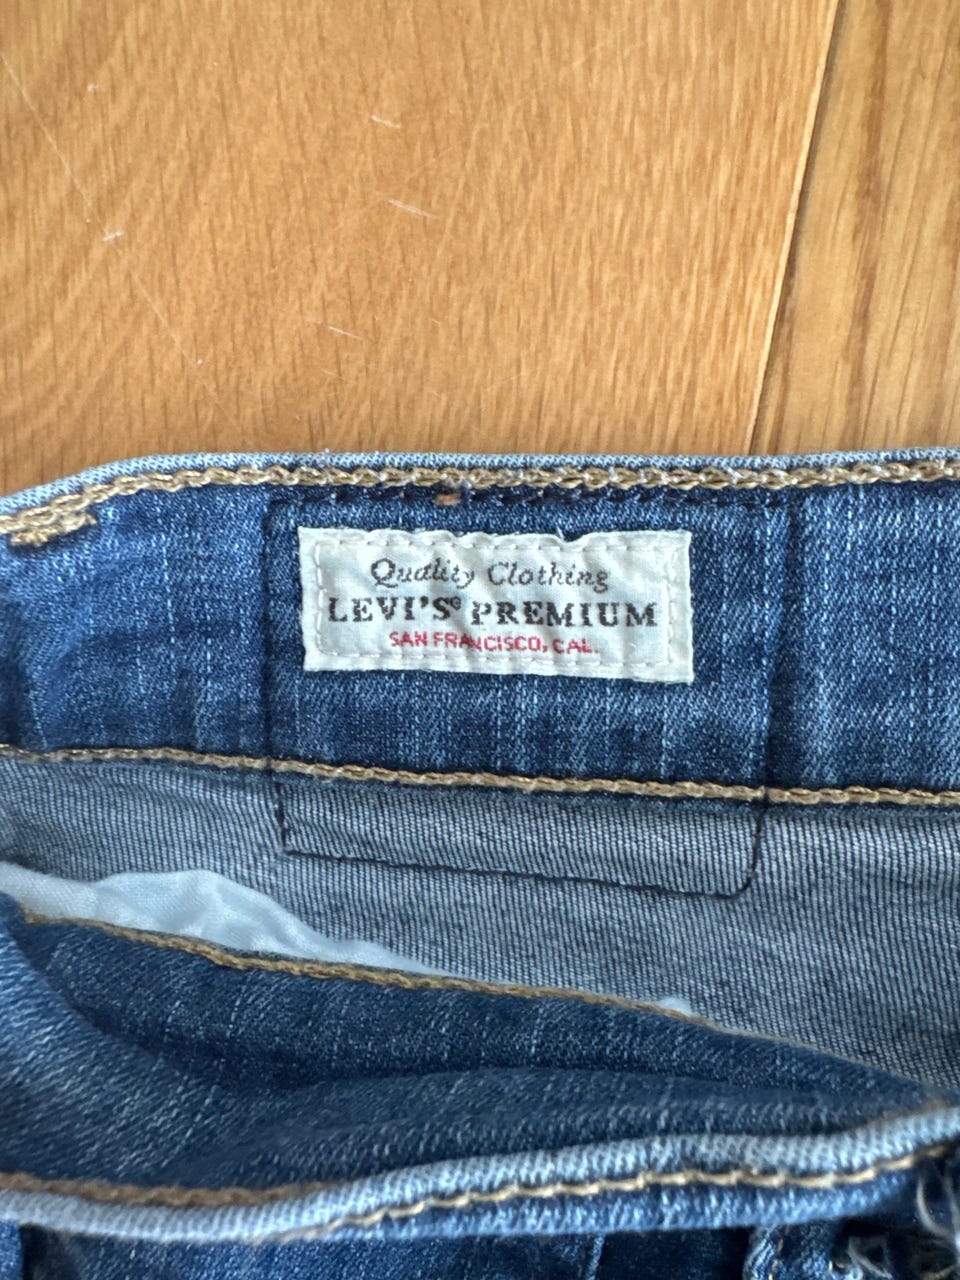 Quality Clothing
LEVI'S® PREMIUM
SAN FRANCISCO, CAL.